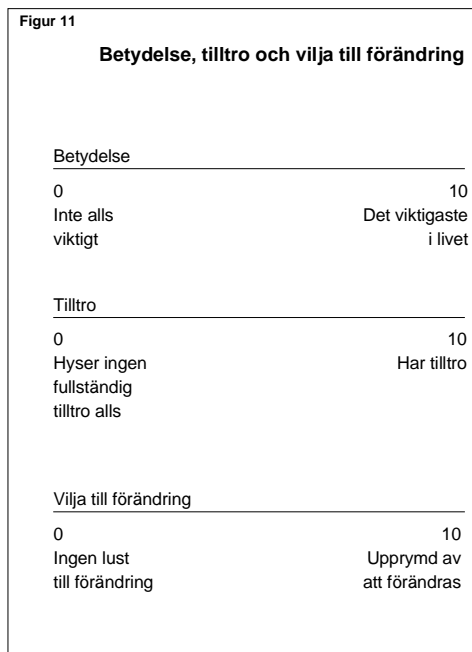 Figur 11
Betydelse, tilltro och vilja till förändring
Betydelse
0 10
Inte alls Det viktigaste
viktigt i livet
Tilltro
0 10
Hyser ingen Har tilltro
fullständig
tilltro alls
Vilja till förändring
0 10
Ingen lust Upprymd av
till förändring att förändras